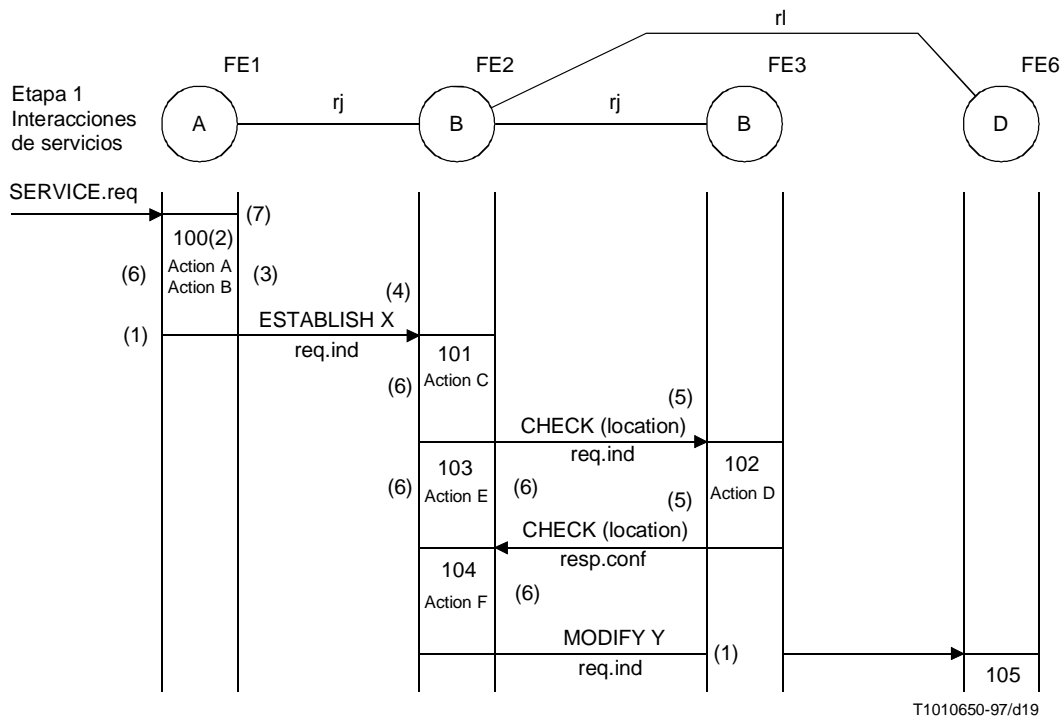 rl
FE1
FE2
FE3
FE6
Etapa 1
Interacciones
de servicios
A
rj
B
rj
B
D
SERVICE.req
(7)
100(2)
(6)
Action A
(3)
Action B
(4)
(1)
ESTABLISH X
req.ind
101
(6)
Action C
(5)
CHECK (location)
req.ind
103
102
(6)
Action E
(6)
(5)
Action D
CHECK (location)
resp.conf
104
Action F
(6)
MODIFY Y
(1)
req.ind
105
T1010650-97/d19